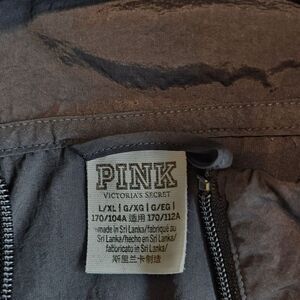 PINK
VICTORIA'S SECRET
L/XL | G/XG | G/EG |
170/104A 适用 170/112A
made in Sri Lanka/fabriqué au
Sri Lanka/hecho en Sri Lanka/
fabbricato in Sri Lanka/
斯里兰卡制造